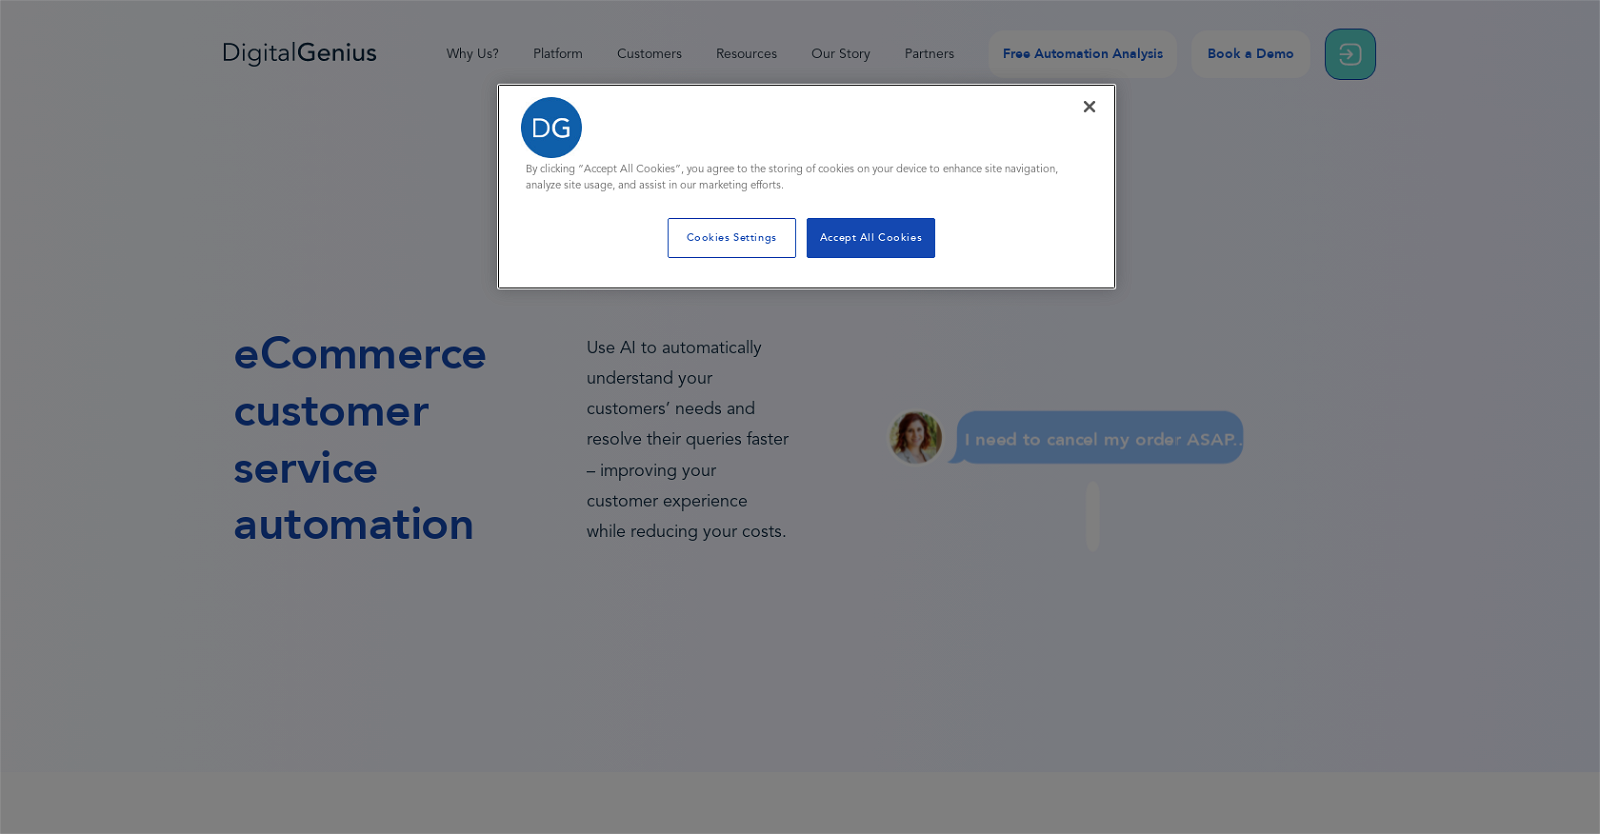 DigitalGenius
Why Us?
Platform
Customers
Resources
Our Story
Partners
Free Automation Analysis
Book a Demo
DG
By clicking “Accept All Cookies”, you agree to the storing of cookies on your device to enhance site navigation,
analyze site usage, and assist in our marketing efforts.
Cookies Settings
Accept All Cookies
eCommerce
customer
service
automation
Use AI to automatically
understand your
customers’ needs and
resolve their queries faster
– improving your
customer experience
while reducing your costs.
I need to cancel my order ASAP..